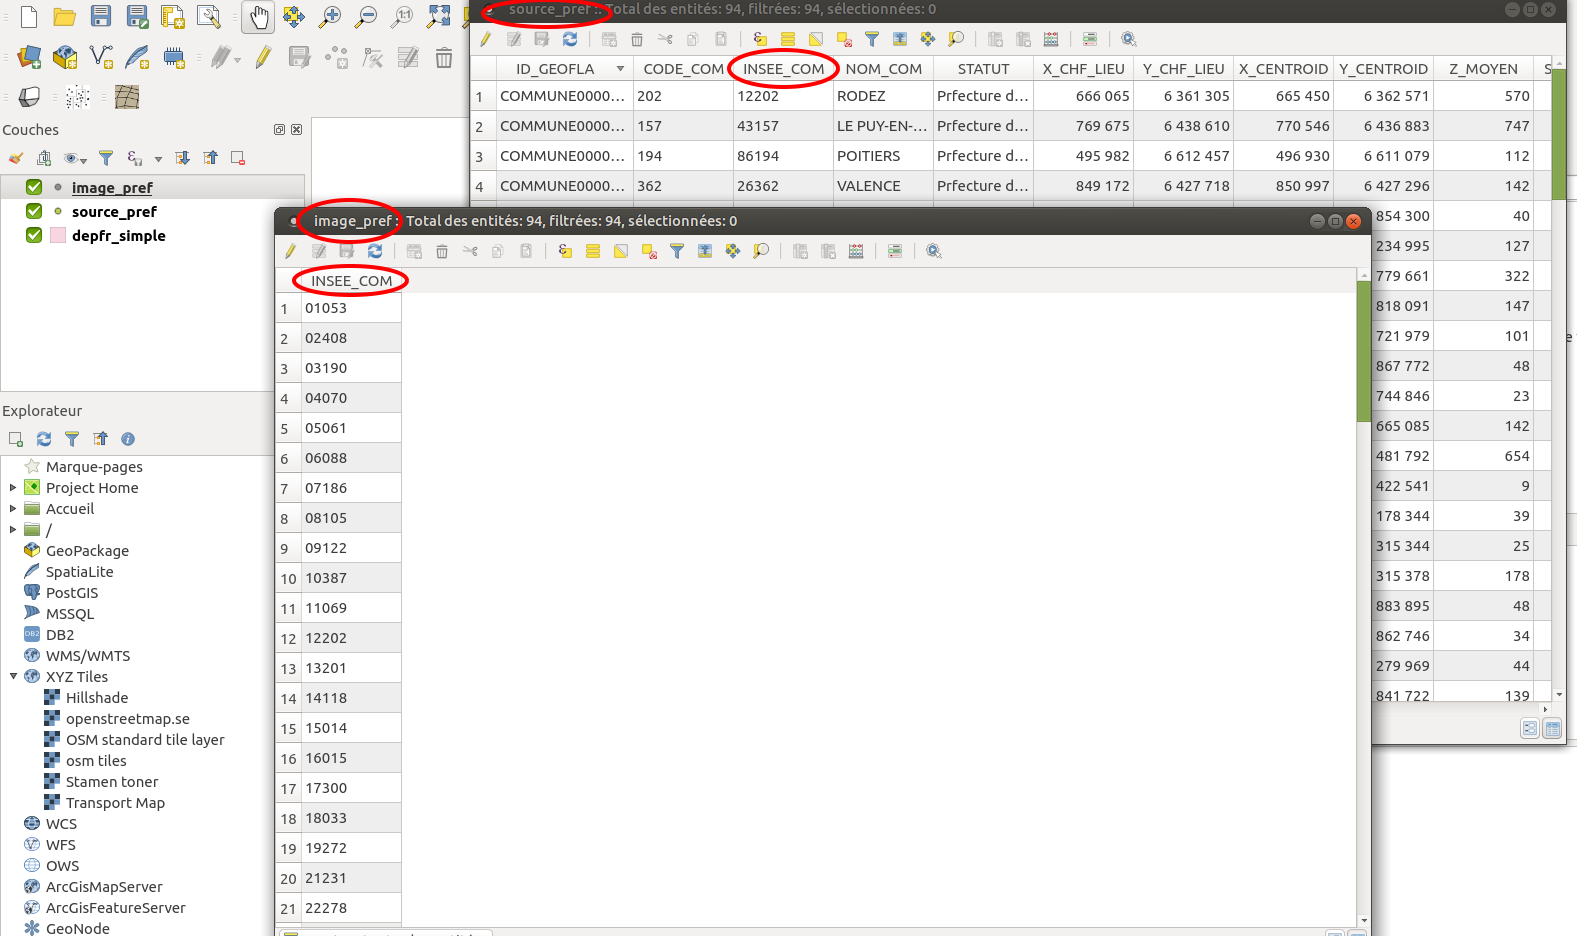 source_pref :: Total des entités: 94, filtrées: 94, sélectionnées: 0
ID_GEOFLA CODE_COM INSEE_COM NOM_COM STATUT X_CHF_LIEU Y_CHF_LIEU X_CENTROID Y_CENTROID Z_MOYEN S
1 COMMUNE0000… 202 12202 RODEZ Prfecture d… 666 065 6 361 305 665 450 6 362 571 570
2 COMMUNE0000… 157 43157 LE PUY-EN-… Prfecture d… 769 675 6 438 610 770 546 6 436 883 747
3 COMMUNE0000… 194 86194 POITIERS Prfecture d… 495 982 6 612 457 496 930 6 611 079 112
4 COMMUNE0000… 362 26362 VALENCE Prfecture d… 849 172 6 427 718 850 997 6 427 296 142
854 300 40
234 995 127
779 661 322
818 091 147
721 979 101
867 772 48
744 846 23
665 085 142
481 792 654
422 541 9
178 344 39
315 344 25
315 378 178
883 895 48
862 746 34
279 969 44
841 722 139
Couches
image_pref
source_pref
depfr_simple
image_pref :: Total des entités: 94, filtrées: 94, sélectionnées: 0
INSEE_COM
1 01053
2 02408
3 03190
4 04070
5 05061
6 06088
7 07186
8 08105
9 09122
10 10387
11 11069
12 12202
13 13201
14 14118
15 15014
16 16015
17 17300
18 18033
19 19272
20 21231
21 22278
Explorateur
Marque-pages
Project Home
Accueil
/
GeoPackage
SpatiaLite
PostGIS
MSSQL
DB2
WMS/WMTS
XYZ Tiles
Hillshade
openstreetmap.se
OSM standard tile layer
osm tiles
Stamen toner
Transport Map
WCS
WFS
OWS
ArcGisMapServer
ArcGisFeatureServer
GeoNode